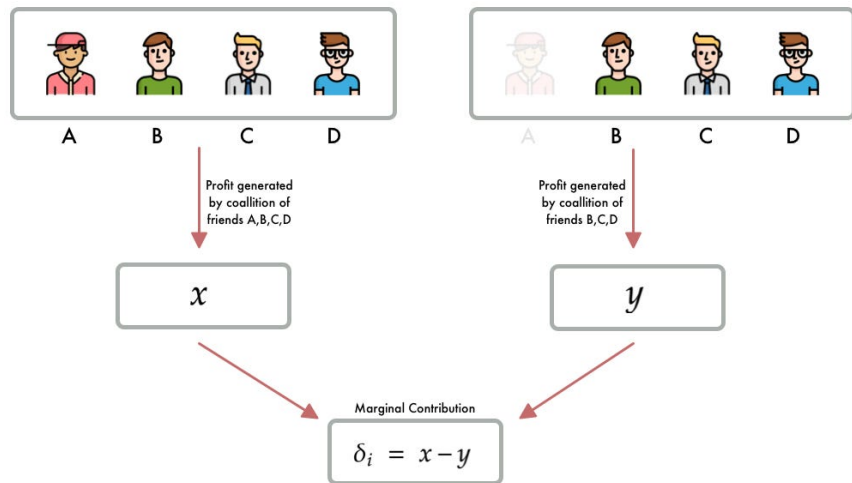 A B C D
A B C D
Profit generated
by coallition of
friends A,B,C,D
Profit generated
by coallition of
friends B,C,D
x
y
Marginal Contribution
δᵢ = x − y